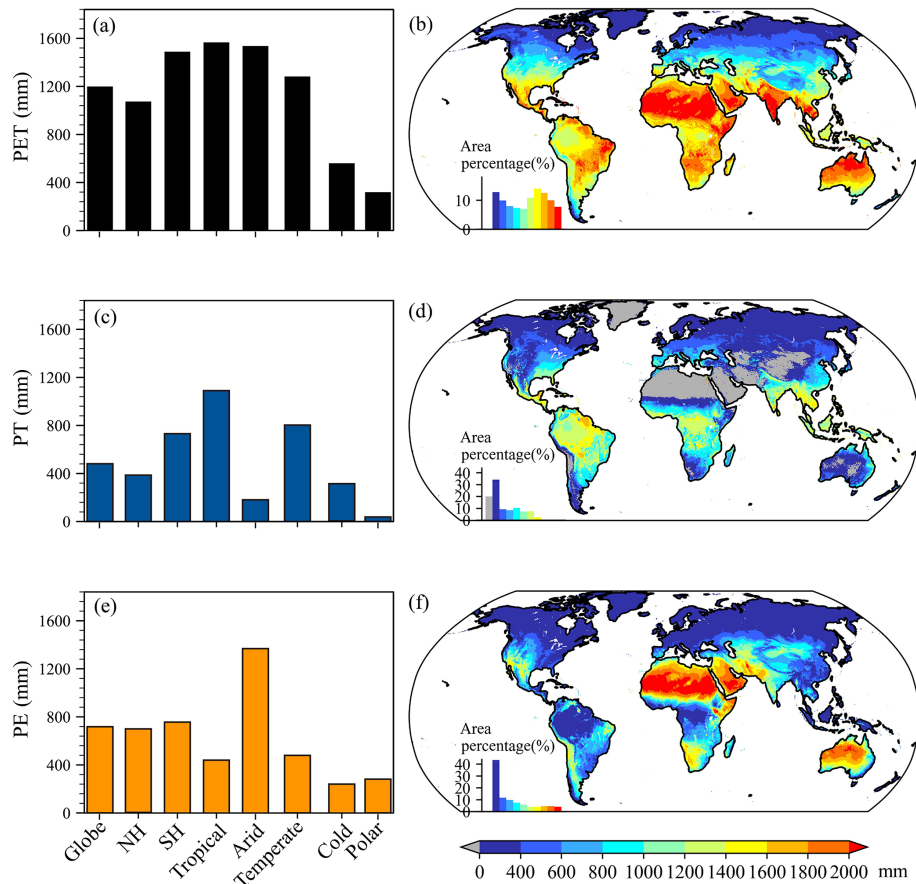 (a)
PET (mm)
1600
1200
800
400
0
(b)
Area
percentage(%)
10
0
(c)
PT (mm)
1600
1200
800
400
0
(d)
Area
percentage(%)
40
30
20
10
0
(e)
PE (mm)
1600
1200
800
400
0
Globe
NH
SH
Tropical
Arid
Temperate
Cold
Polar
(f)
Area
percentage(%)
40
30
20
10
0
0 400 600 800 1000 1200 1400 1600 1800 2000 mm